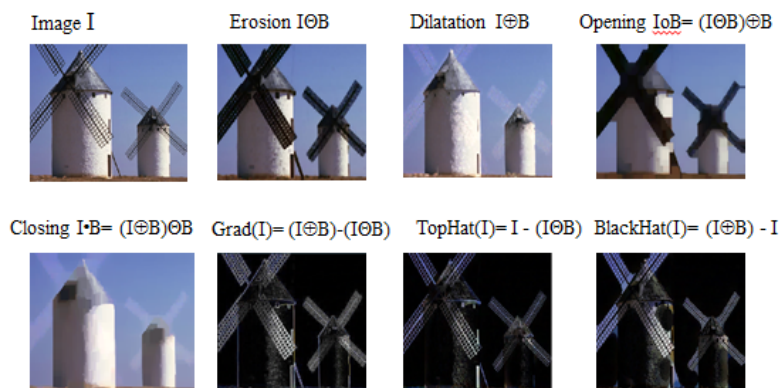 Image I
Erosion IΘB
Dilatation I⊕B
Opening IoB= (IΘB)⊕B
Closing I•B= (I⊕B)ΘB
Grad(I)= (I⊕B)-(IΘB)
TopHat(I)= I - (IΘB)
BlackHat(I)= (I⊕B) - I